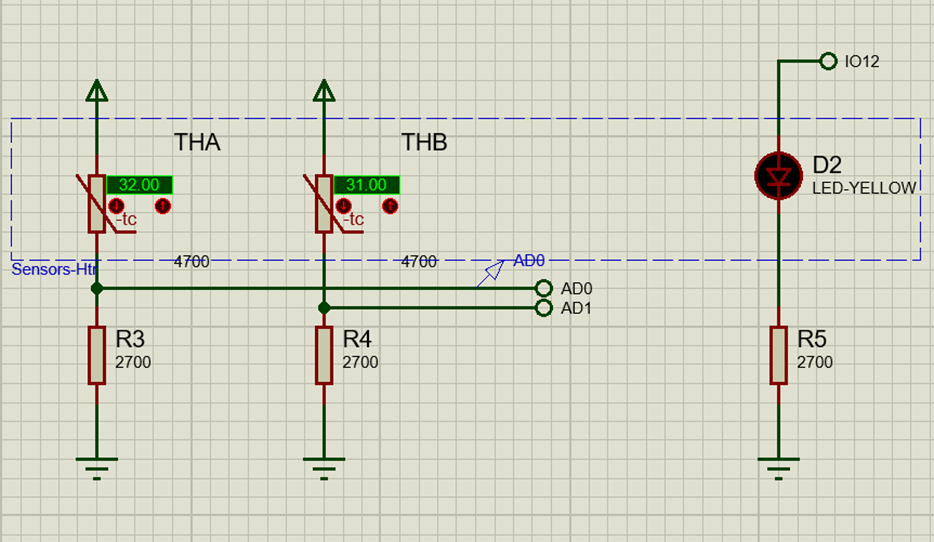 IO12
THA
THB
D2
LED-YELLOW
32.00
31.00
-tc
-tc
4700
4700
Sensors-Htr
AD0
AD0
AD1
R3
2700
R4
2700
R5
2700